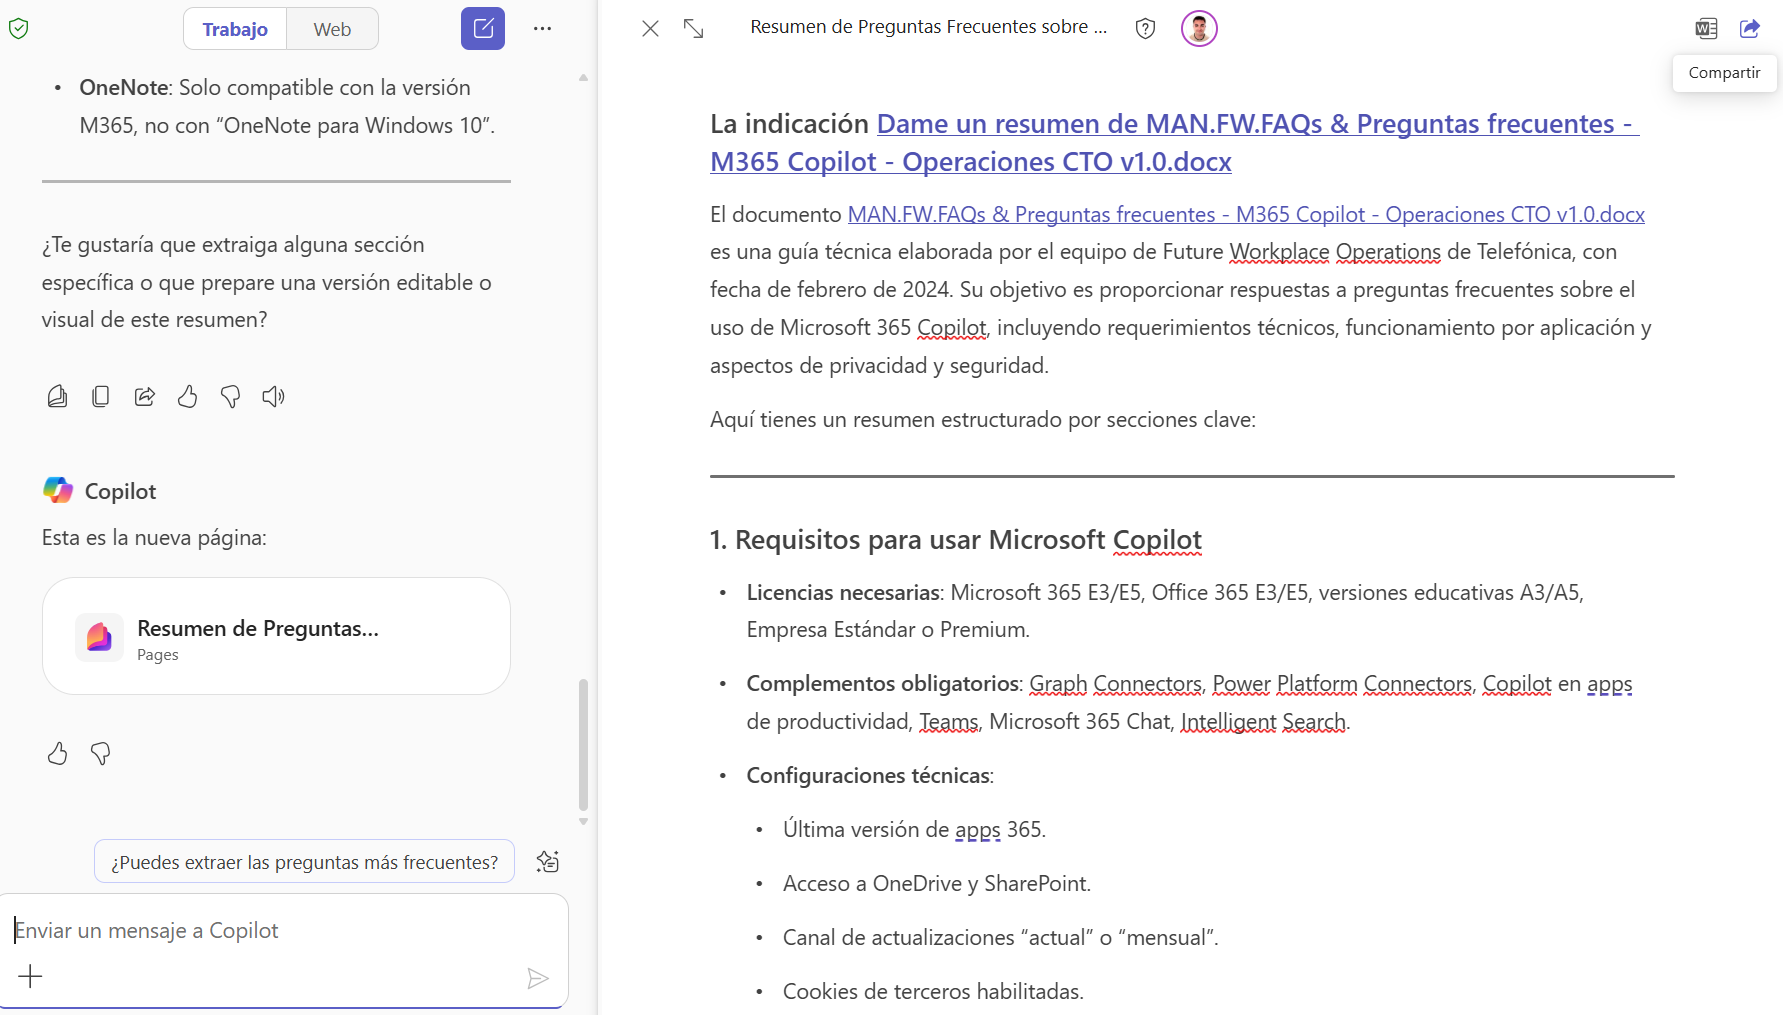 Trabajo
Web
• OneNote: Solo compatible con la versión
M365, no con “OneNote para Windows 10”.
¿Te gustaría que extraiga alguna sección
específica o que prepare una versión editable o
visual de este resumen?
Copilot
Esta es la nueva página:
Resumen de Preguntas...
Pages
¿Puedes extraer las preguntas más frecuentes?
Enviar un mensaje a Copilot
Resumen de Preguntas Frecuentes sobre ...
Compartir
La indicación Dame un resumen de MAN.FW.FAQs & Preguntas frecuentes -
M365 Copilot - Operaciones CTO v1.0.docx
El documento MAN.FW.FAQs & Preguntas frecuentes - M365 Copilot - Operaciones CTO v1.0.docx
es una guía técnica elaborada por el equipo de Future Workplace Operations de Telefónica, con
fecha de febrero de 2024. Su objetivo es proporcionar respuestas a preguntas frecuentes sobre el
uso de Microsoft 365 Copilot, incluyendo requerimientos técnicos, funcionamiento por aplicación y
aspectos de privacidad y seguridad.
Aquí tienes un resumen estructurado por secciones clave:
1. Requisitos para usar Microsoft Copilot
• Licencias necesarias: Microsoft 365 E3/E5, Office 365 E3/E5, versiones educativas A3/A5,
Empresa Estándar o Premium.
• Complementos obligatorios: Graph Connectors, Power Platform Connectors, Copilot en apps
de productividad, Teams, Microsoft 365 Chat, Intelligent Search.
• Configuraciones técnicas:
• Última versión de apps 365.
• Acceso a OneDrive y SharePoint.
• Canal de actualizaciones “actual” o “mensual”.
• Cookies de terceros habilitadas.